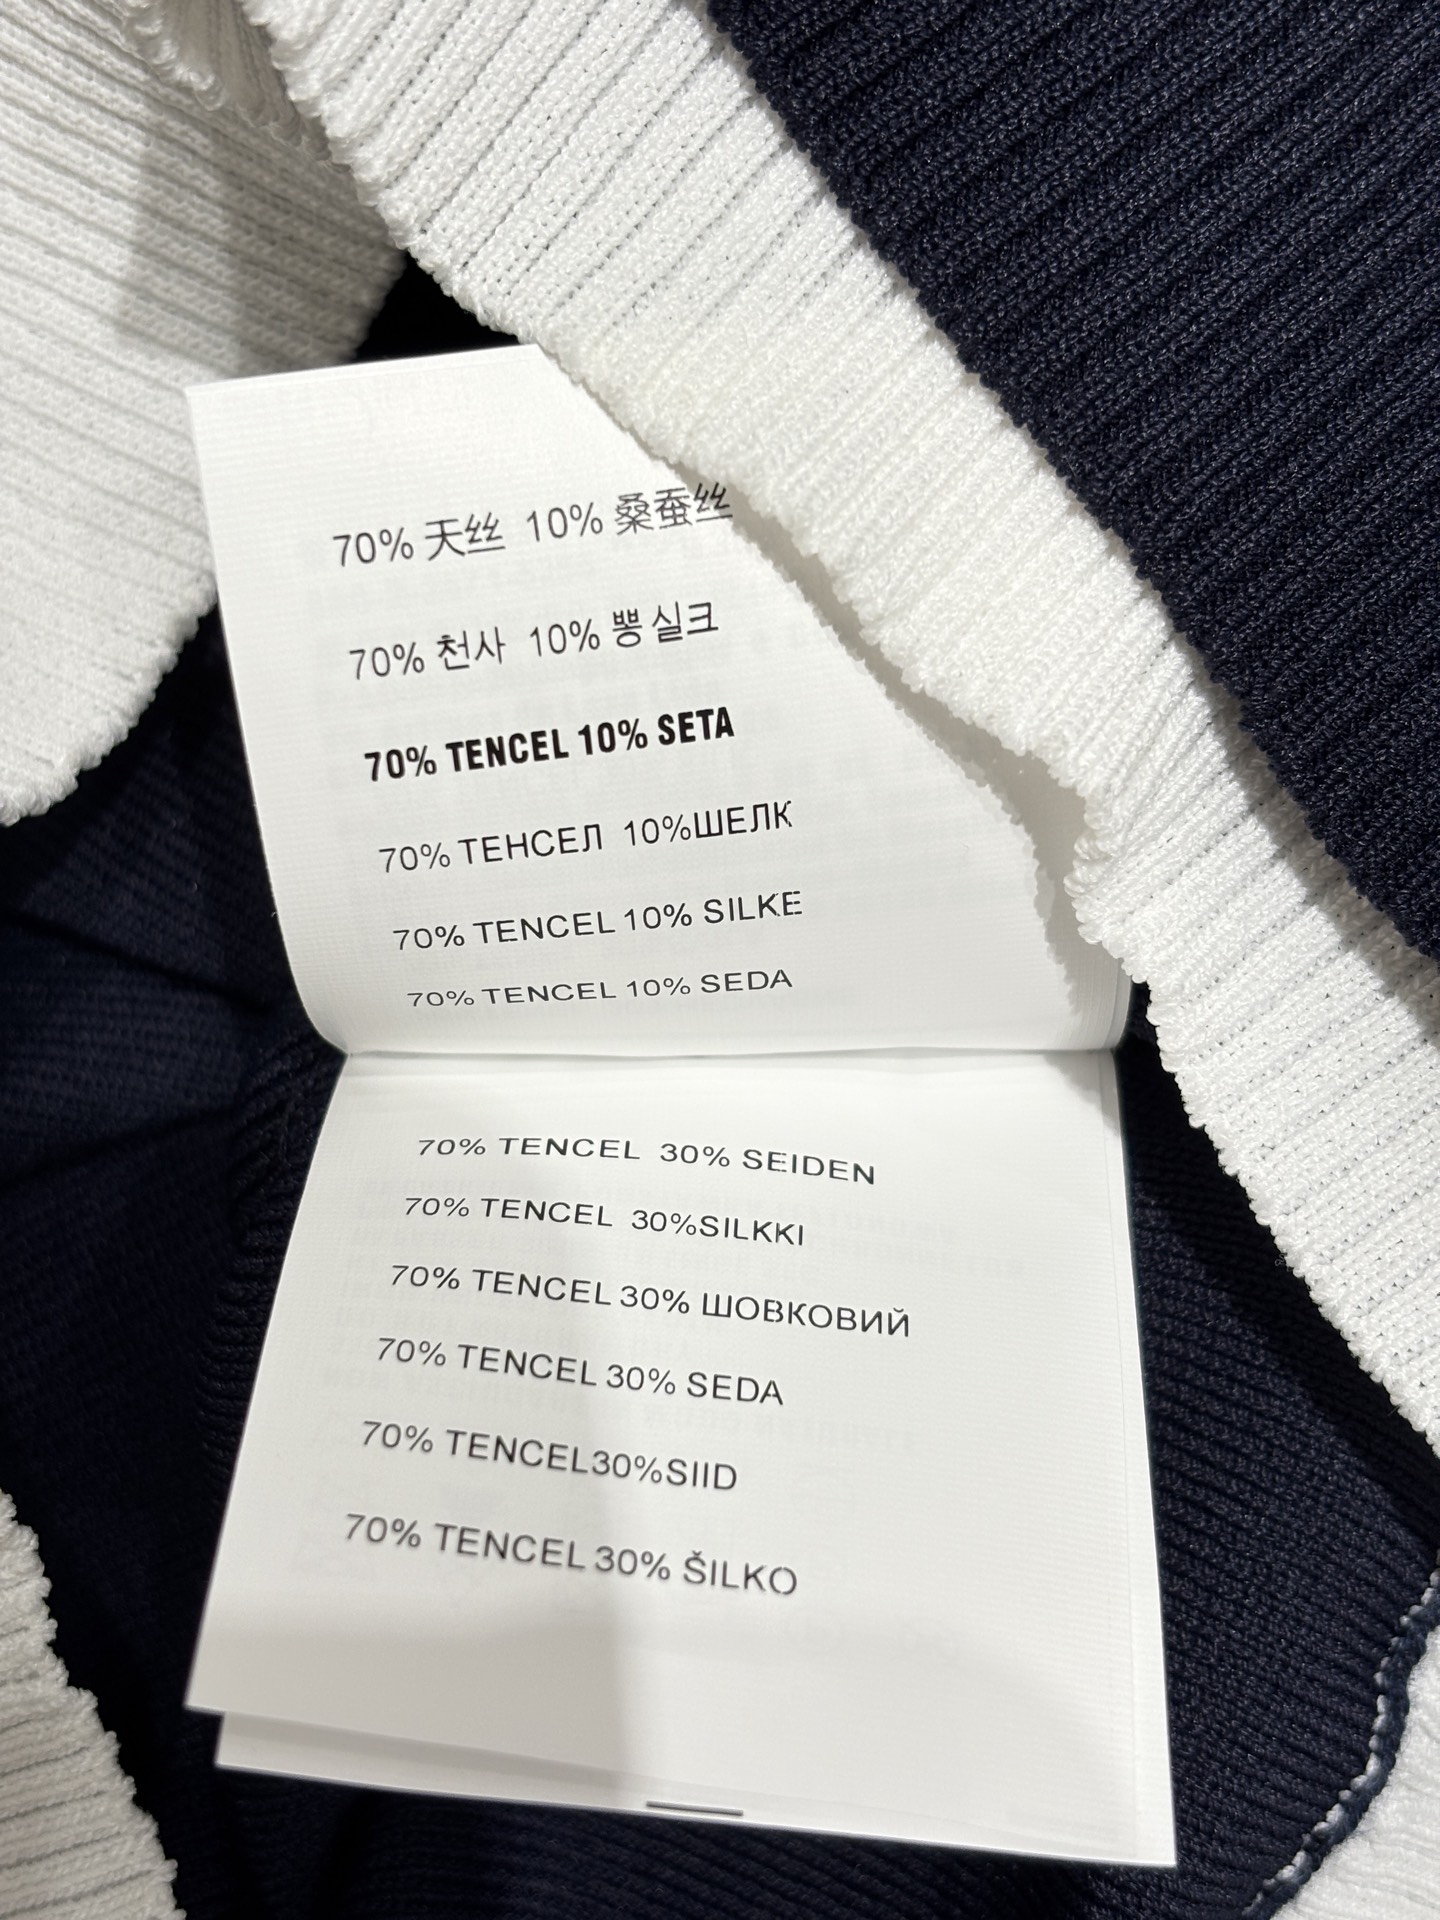 70% 天丝 10% 桑蚕丝
70% 천사 10% 뽕 실크
70% TENCEL 10% SETA
70% ТЕНСЕЛ 10%ШЕЛК
70% TENCEL 10% SILKE
70% TENCEL 10% SEDA
70% TENCEL 30% SEIDEN
70% TENCEL 30%SILKKI
70% TENCEL 30% ШОВКОВИЙ
70% TENCEL 30% SEDA
70% TENCEL30%SIID
70% TENCEL 30% ŠILKO